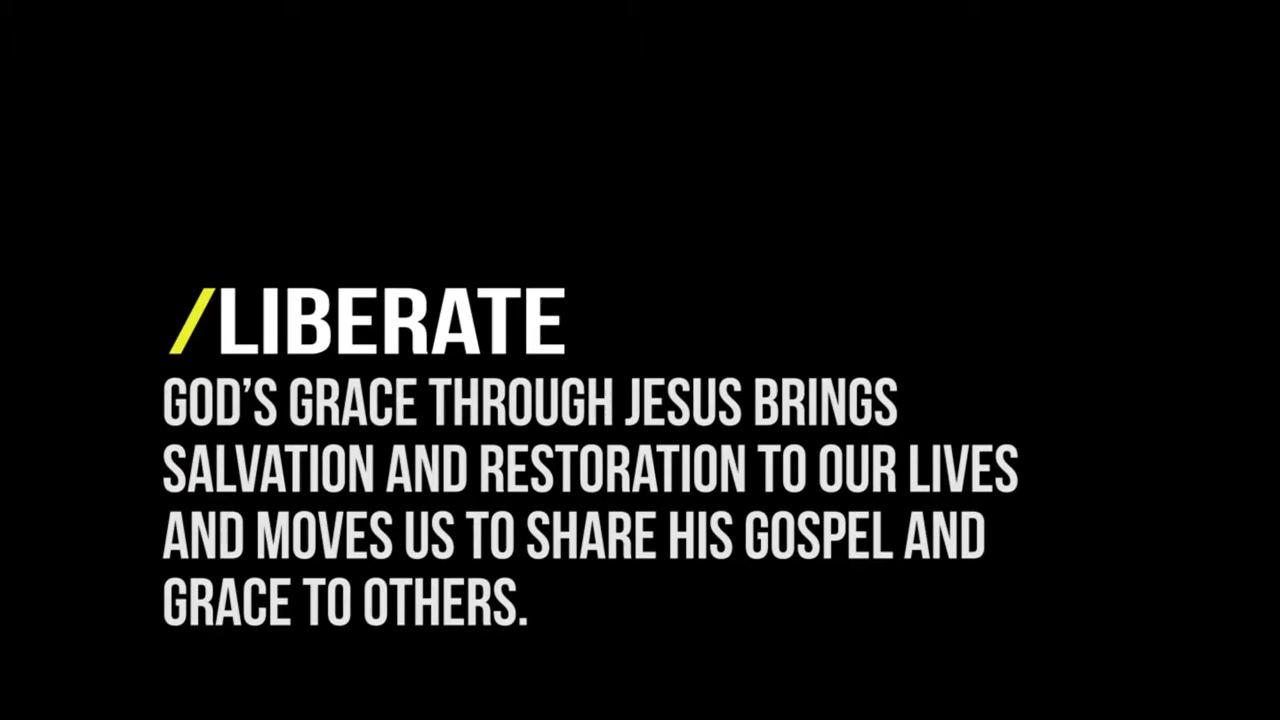 /LIBERATE
GOD’S GRACE THROUGH JESUS BRINGS
SALVATION AND RESTORATION TO OUR LIVES
AND MOVES US TO SHARE HIS GOSPEL AND
GRACE TO OTHERS.